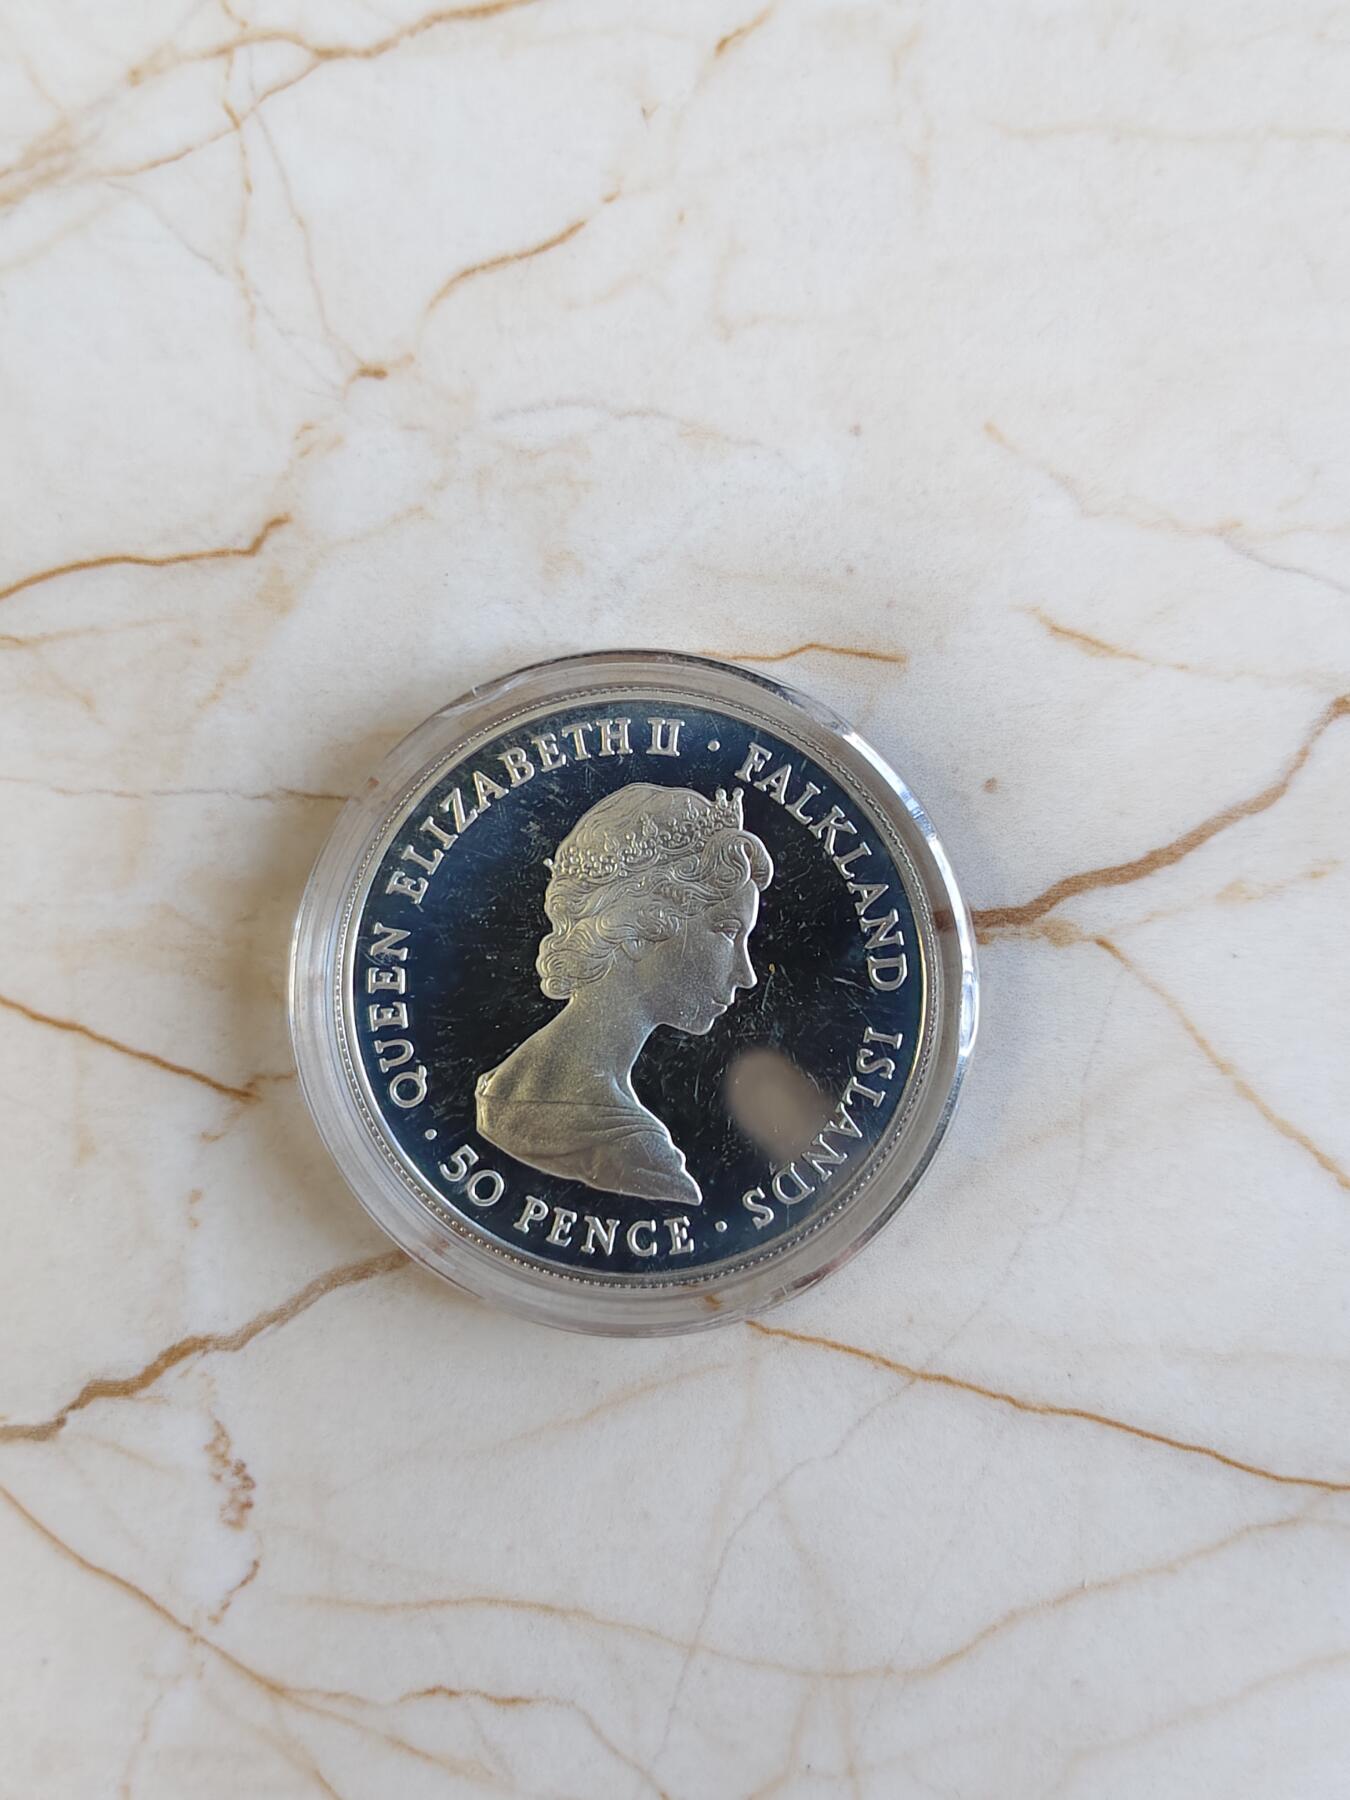 QUEEN ELIZABETH II · FALKLAND ISLANDS ·
50 PENCE ·